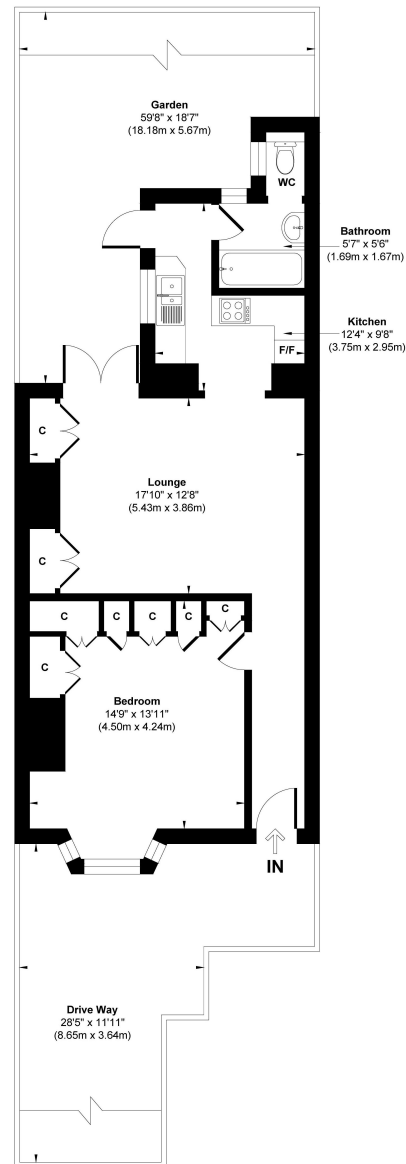 Garden
59'8" x 18'7"
(18.18m x 5.67m)
WC
Bathroom
5'7" x 5'6"
(1.69m x 1.67m)
Kitchen
12'4" x 9'8"
(3.75m x 2.95m)
F/F
C
Lounge
17'10" x 12'8"
(5.43m x 3.86m)
C
C
C
C
C
C
C
Bedroom
14'9" x 13'11"
(4.50m x 4.24m)
IN
Drive Way
28'5" x 11'11"
(8.65m x 3.64m)